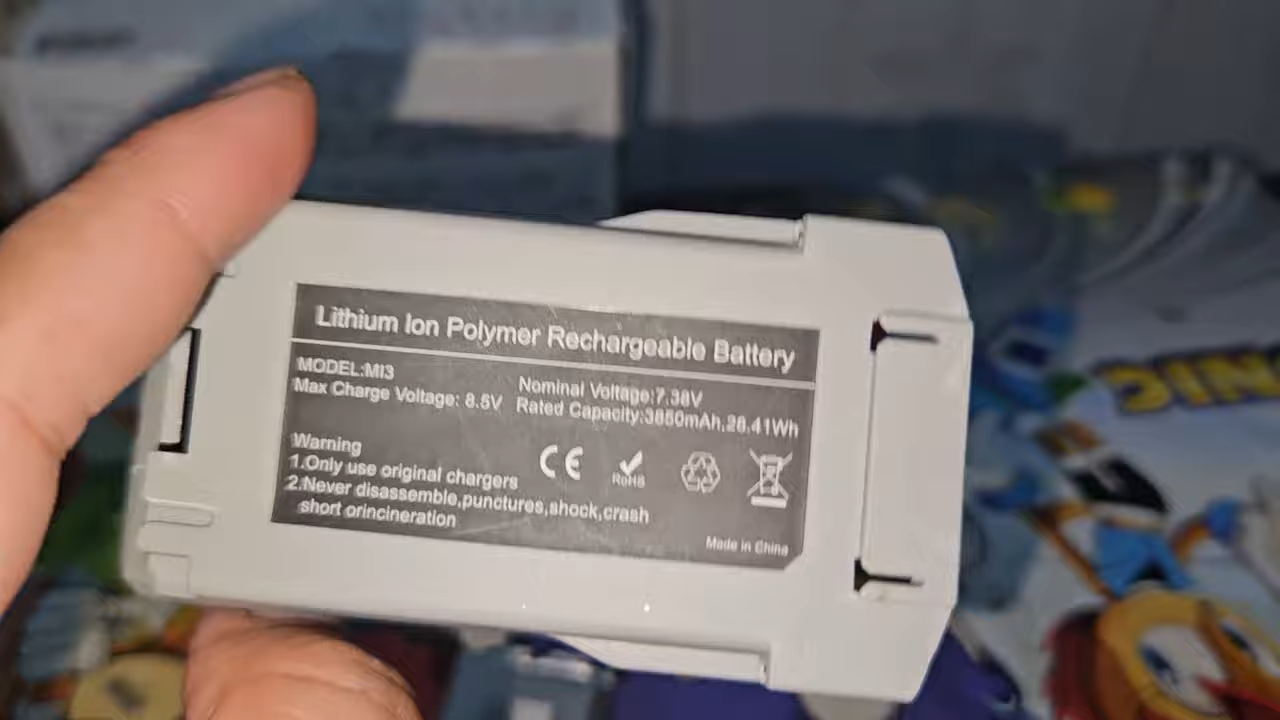 Lithium Ion Polymer Rechargeable Battery
MODEL:MI3
Max Charge Voltage: 8.5V
Nominal Voltage:7.38V
Rated Capacity:3850mAh,28.41Wh
Warning
1.Only use original chargers
2.Never disassemble,punctures,shock,crash
short orincineration
CE
RoHS
Made in China